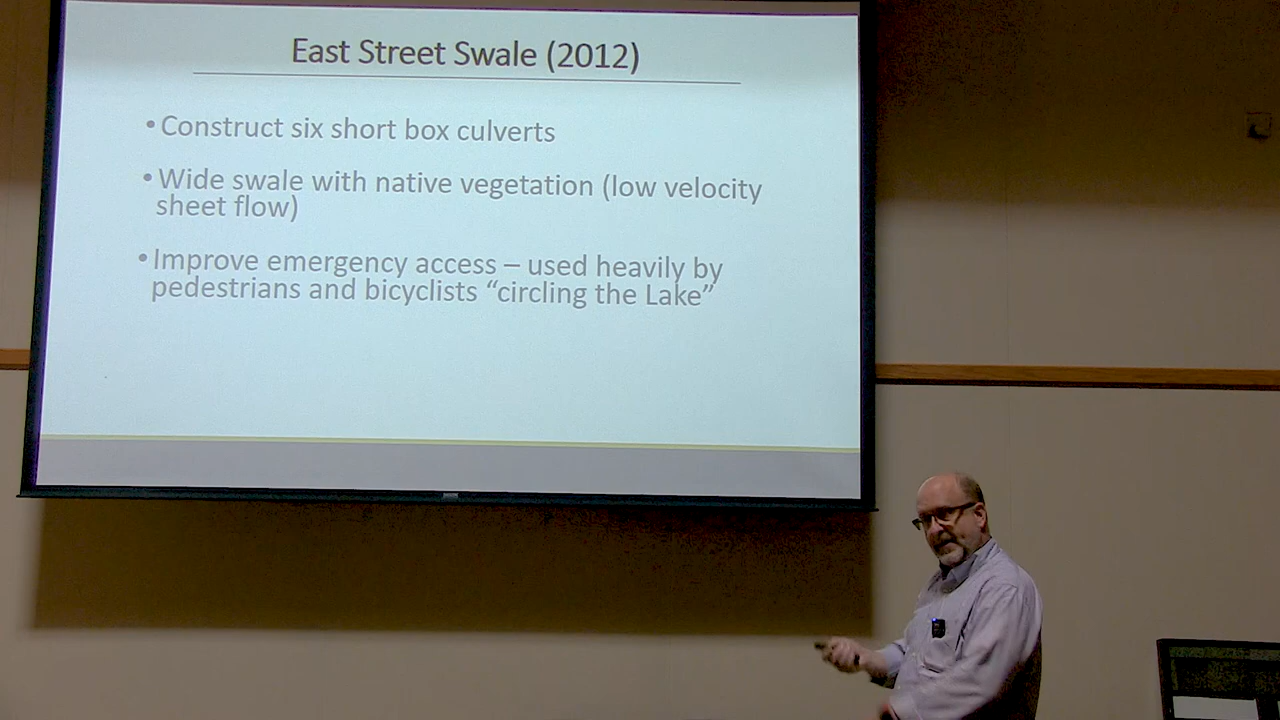 East Street Swale (2012)
•Construct six short box culverts
•Wide swale with native vegetation (low velocity
sheet flow)
•Improve emergency access – used heavily by
pedestrians and bicyclists “circling the Lake”